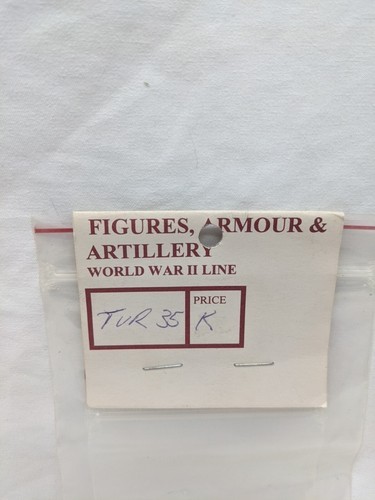 FIGURES, ARMOUR &
ARTILLERY
WORLD WAR II LINE
PRICE
TUR 35 K